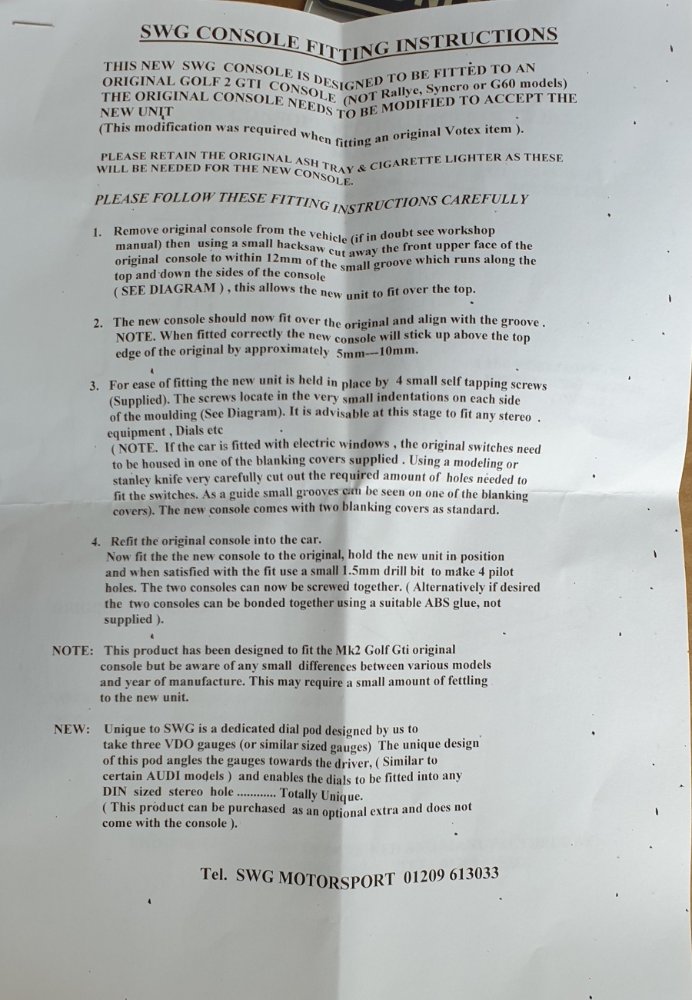 SWG CONSOLE FITTING INSTRUCTIONS
THIS NEW SWG CONSOLE IS DESIGNED TO BE FITTED TO AN
ORIGINAL GOLF 2 GTI CONSOLE (NOT Rallye, Syncro or G60 models)
THE ORIGINAL CONSOLE NEEDS TO BE MODIFIED TO ACCEPT THE
NEW UNIT
(This modification was required when fitting an original Votex item ).
PLEASE RETAIN THE ORIGINAL ASH TRAY & CIGARETTE LIGHTER AS THESE
WILL BE NEEDED FOR THE NEW CONSOLE.
PLEASE FOLLOW THESE FITTING INSTRUCTIONS CAREFULLY
1. Remove original console from the vehicle (if in doubt see workshop
manual) then using a small hacksaw cut away the front upper face of the
original console to within 12mm of the small groove which runs along the
top and down the sides of the console
( SEE DIAGRAM ) , this allows the new unit to fit over the top.
2. The new console should now fit over the original and align with the groove .
NOTE. When fitted correctly the new console will stick up above the top
edge of the original by approximately 5mm---10mm.
3. For ease of fitting the new unit is held in place by 4 small self tapping screws
(Supplied). The screws locate in the very small indentations on each side
of the moulding (See Diagram). It is advisable at this stage to fit any stereo .
equipment , Dials etc
( NOTE. If the car is fitted with electric windows , the original switches need
to be housed in one of the blanking covers supplied . Using a modeling or
stanley knife very carefully cut out the required amount of holes needed to
fit the switches. As a guide small grooves can be seen on one of the blanking
covers). The new console comes with two blanking covers as standard.
4. Refit the original console into the car.
Now fit the the new console to the original, hold the new unit in position
and when satisfied with the fit use a small 1.5mm drill bit to make 4 pilot
holes. The two consoles can now be screwed together. ( Alternatively if desired
the two consoles can be bonded together using a suitable ABS glue, not
supplied ).
NOTE: This product has been designed to fit the Mk2 Golf Gti original
console but be aware of any small differences between various models
and year of manufacture. This may require a small amount of fettling
to the new unit.
NEW: Unique to SWG is a dedicated dial pod designed by us to
take three VDO gauges (or similar sized gauges) The unique design
of this pod angles the gauges towards the driver, ( Similar to
certain AUDI models ) and enables the dials to be fitted into any
DIN sized stereo hole ............ Totally Unique.
( This product can be purchased as an optional extra and does not
come with the console ).
Tel. SWG MOTORSPORT 01209 613033